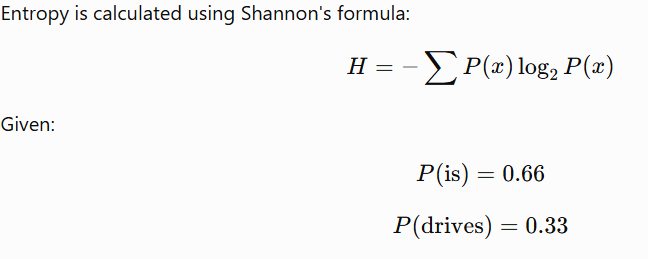 Entropy is calculated using Shannon's formula:
H = − ∑ P(x) log₂ P(x)
Given:
P(is) = 0.66
P(drives) = 0.33